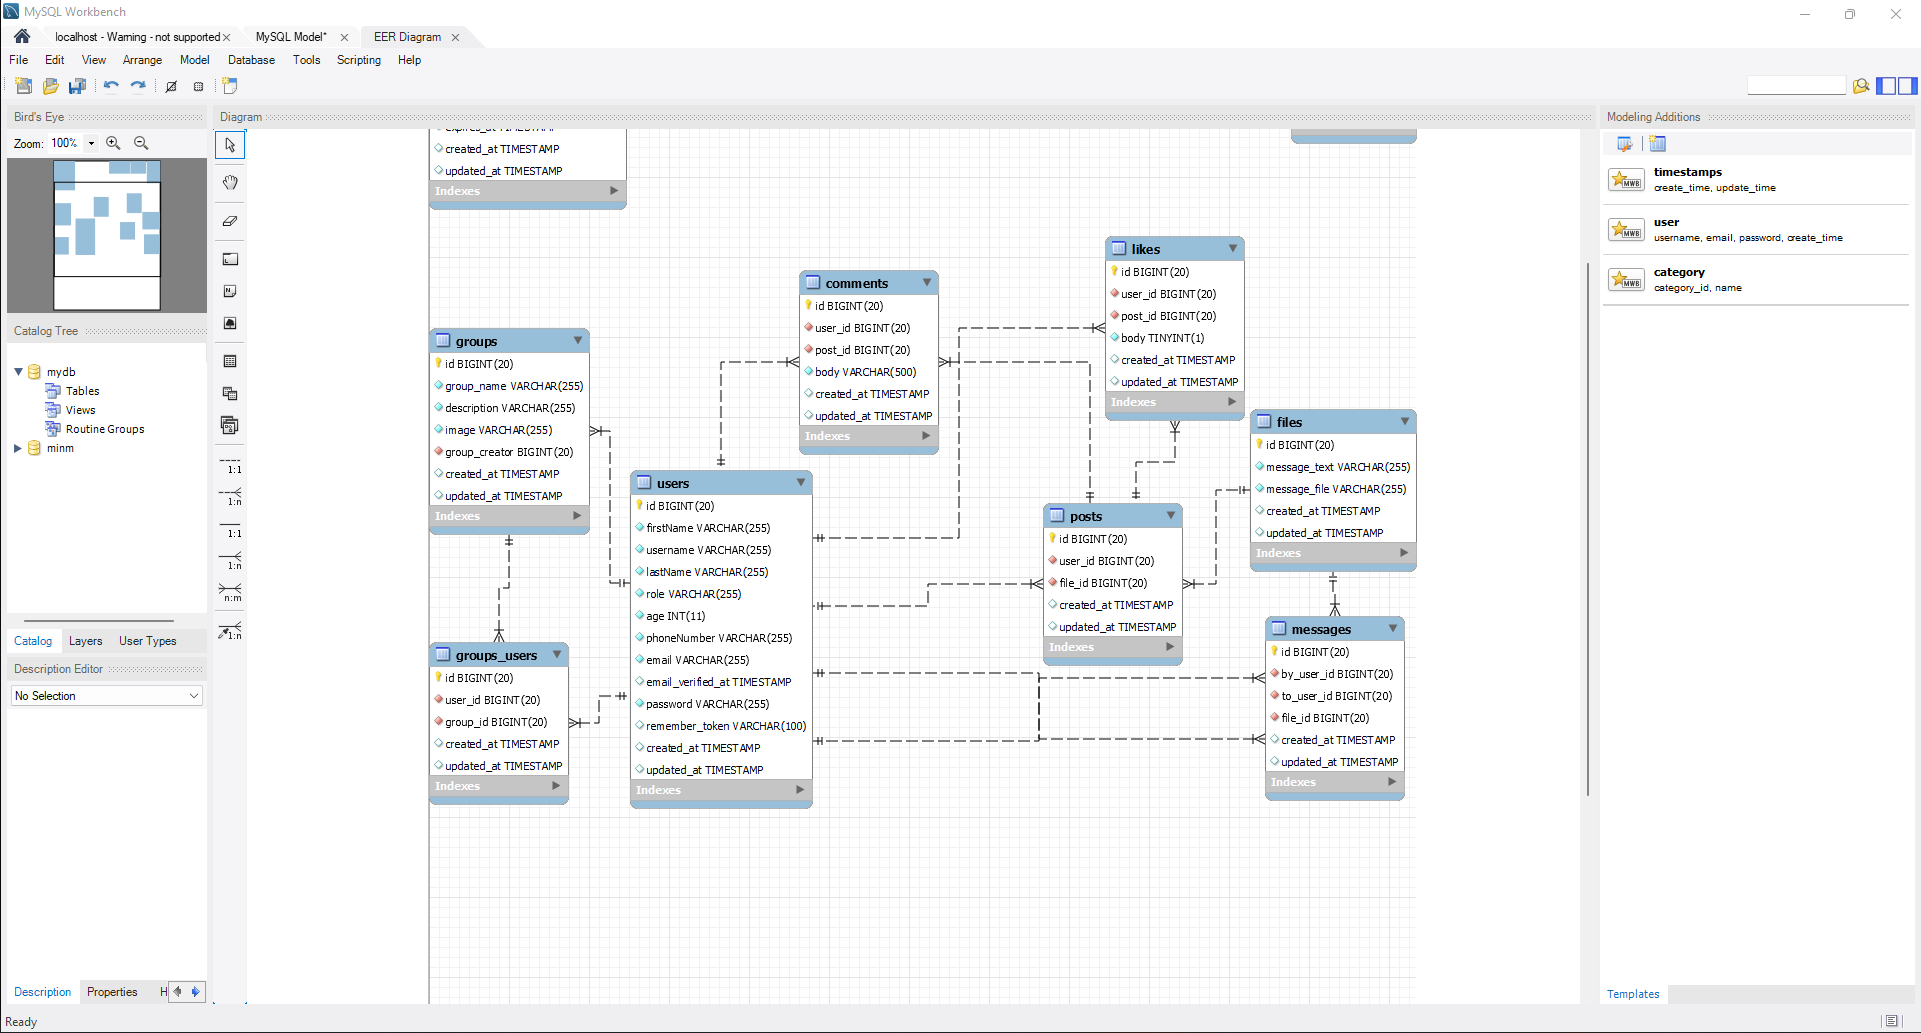 MySQL Workbench
localhost - Warning - not supported
MySQL Model*
EER Diagram
File Edit View Arrange Model Database Tools Scripting Help
Bird's Eye
Zoom: 100%
Catalog Tree
mydb
Tables
Views
Routine Groups
minm
Catalog Layers User Types
Description Editor
No Selection
Description Properties H
Ready
Diagram
1:1
1:n
1:1
1:n
n:m
1:n
expires_at TIMESTAMP
created_at TIMESTAMP
updated_at TIMESTAMP
Indexes
groups
id BIGINT(20)
group_name VARCHAR(255)
description VARCHAR(255)
image VARCHAR(255)
group_creator BIGINT(20)
created_at TIMESTAMP
updated_at TIMESTAMP
Indexes
groups_users
id BIGINT(20)
user_id BIGINT(20)
group_id BIGINT(20)
created_at TIMESTAMP
updated_at TIMESTAMP
Indexes
users
id BIGINT(20)
firstName VARCHAR(255)
username VARCHAR(255)
lastName VARCHAR(255)
role VARCHAR(255)
age INT(11)
phoneNumber VARCHAR(255)
email VARCHAR(255)
email_verified_at TIMESTAMP
password VARCHAR(255)
remember_token VARCHAR(100)
created_at TIMESTAMP
updated_at TIMESTAMP
Indexes
comments
id BIGINT(20)
user_id BIGINT(20)
post_id BIGINT(20)
body VARCHAR(500)
created_at TIMESTAMP
updated_at TIMESTAMP
Indexes
likes
id BIGINT(20)
user_id BIGINT(20)
post_id BIGINT(20)
body TINYINT(1)
created_at TIMESTAMP
updated_at TIMESTAMP
Indexes
posts
id BIGINT(20)
user_id BIGINT(20)
file_id BIGINT(20)
created_at TIMESTAMP
updated_at TIMESTAMP
Indexes
files
id BIGINT(20)
message_text VARCHAR(255)
message_file VARCHAR(255)
created_at TIMESTAMP
updated_at TIMESTAMP
Indexes
messages
id BIGINT(20)
by_user_id BIGINT(20)
to_user_id BIGINT(20)
file_id BIGINT(20)
created_at TIMESTAMP
updated_at TIMESTAMP
Indexes
Modeling Additions
MWB
timestamps
create_time, update_time
MWB
user
username, email, password, create_time
MWB
category
category_id, name
Templates